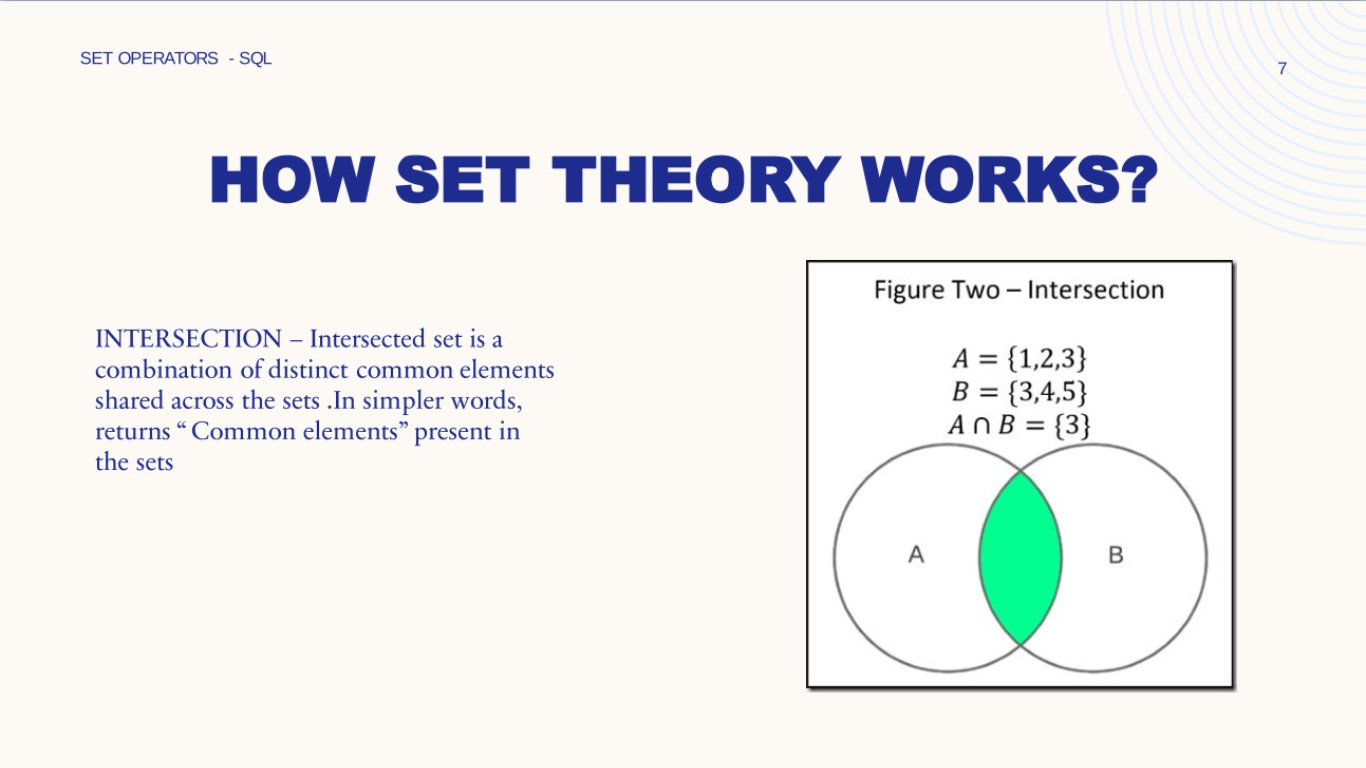 SET OPERATORS - SQL
7
HOW SET THEORY WORKS?
INTERSECTION – Intersected set is a
combination of distinct common elements
shared across the sets .In simpler words,
returns “ Common elements” present in
the sets
Figure Two – Intersection
A = {1,2,3}
B = {3,4,5}
A ∩ B = {3}
A
B